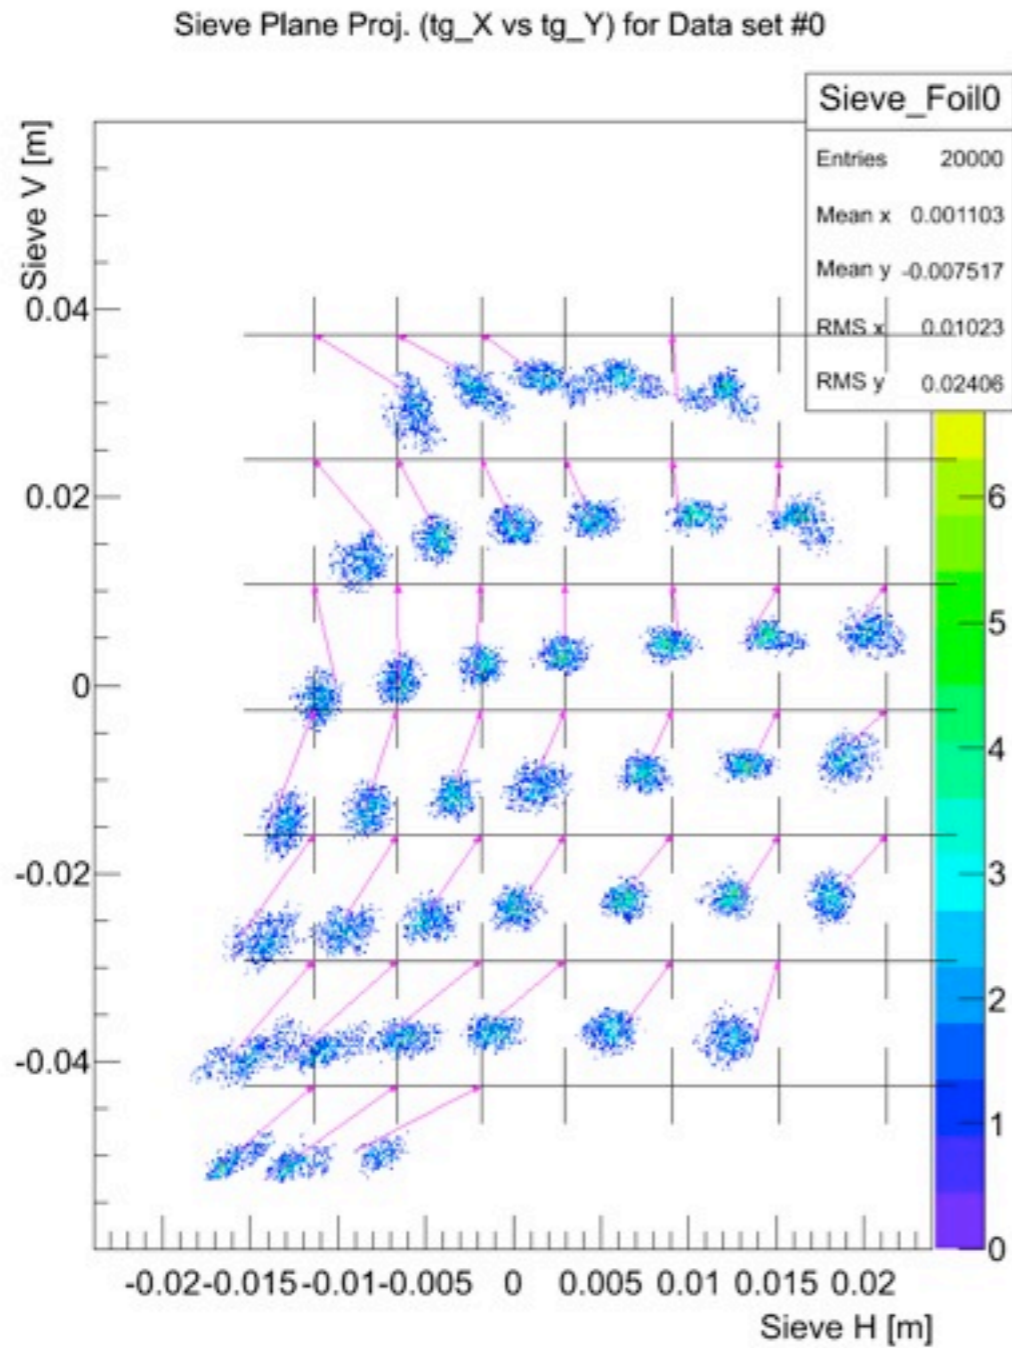 Sieve Plane Proj. (tg_X vs tg_Y) for Data set #0
Sieve_Foil0
Entries 20000
Mean x 0.001103
Mean y -0.007517
RMS x 0.01023
RMS y 0.02406
Sieve V [m]
0.04
0.02
0
-0.02
-0.04
6
5
4
3
2
1
0
-0.02 -0.015 -0.01 -0.005 0 0.005 0.01 0.015 0.02
Sieve H [m]